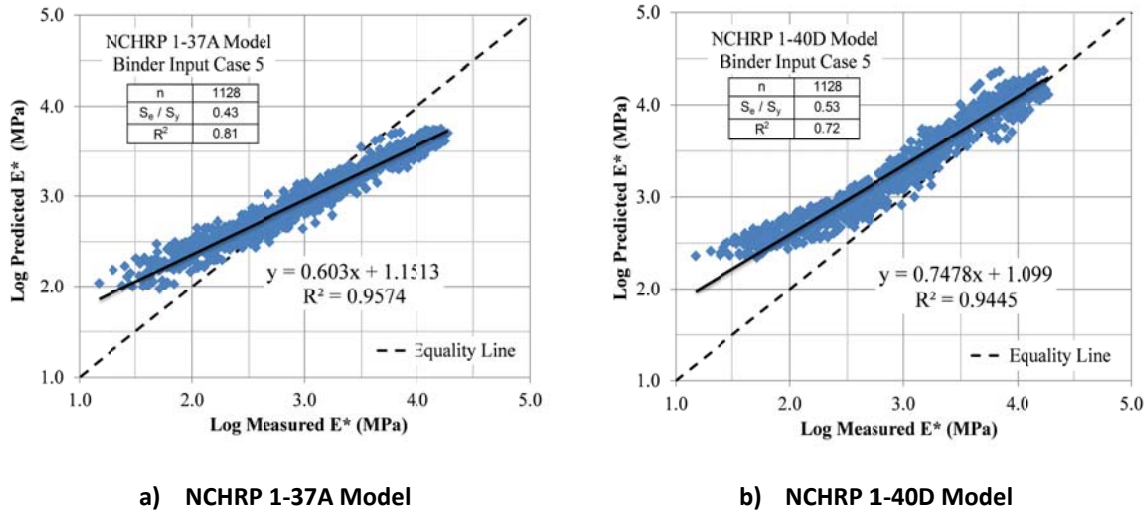 5.0
NCHRP 1-37A Model
Binder Input Case 5
n 1128
Se / Sy 0.43
R² 0.81
4.0
3.0
2.0
1.0
Log Predicted E* (MPa)
y = 0.603x + 1.1513
R² = 0.9574
Equality Line
1.0 2.0 3.0 4.0 5.0
Log Measured E* (MPa)
a) NCHRP 1-37A Model
5.0
NCHRP 1-40D Model
Binder Input Case 5
n 1128
Se / Sy 0.53
R² 0.72
4.0
3.0
2.0
1.0
Log Predicted E* (MPa)
y = 0.7478x + 1.099
R² = 0.9445
Equality Line
1.0 2.0 3.0 4.0 5.0
Log Measured E* (MPa)
b) NCHRP 1-40D Model